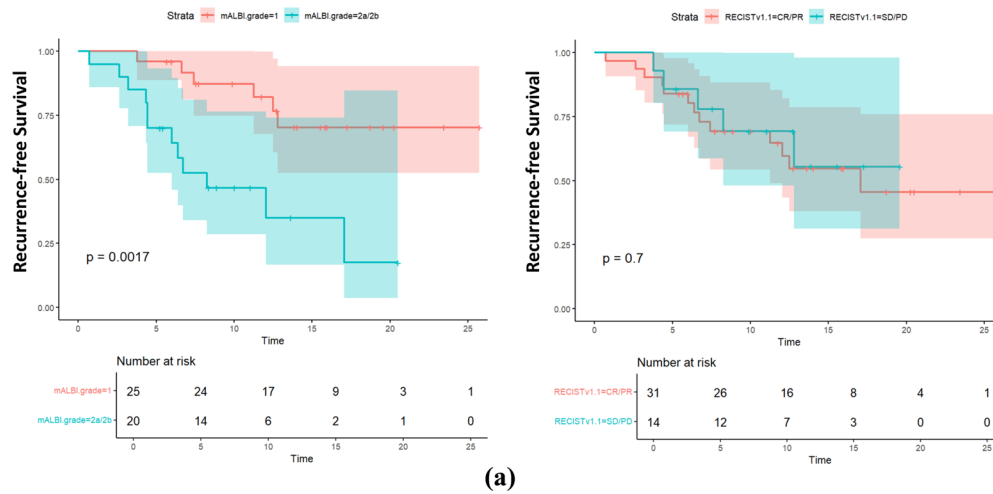 Strata mALBI.grade=1 mALBI.grade=2a/2b
Recurrence-free Survival
1.00
0.75
0.50
0.25
0.00
p = 0.0017
0 5 10 15 20 25
Time
Number at risk
mALBI.grade=1 25 24 17 9 3 1
mALBI.grade=2a/2b 20 14 6 2 1 0
0 5 10 15 20 25
Time
Strata RECISTv1.1=CR/PR RECISTv1.1=SD/PD
Recurrence-free Survival
1.00
0.75
0.50
0.25
0.00
p = 0.7
0 5 10 15 20 25
Time
Number at risk
RECISTv1.1=CR/PR 31 26 16 8 4 1
RECISTv1.1=SD/PD 14 12 7 3 0 0
0 5 10 15 20 25
Time
(a)